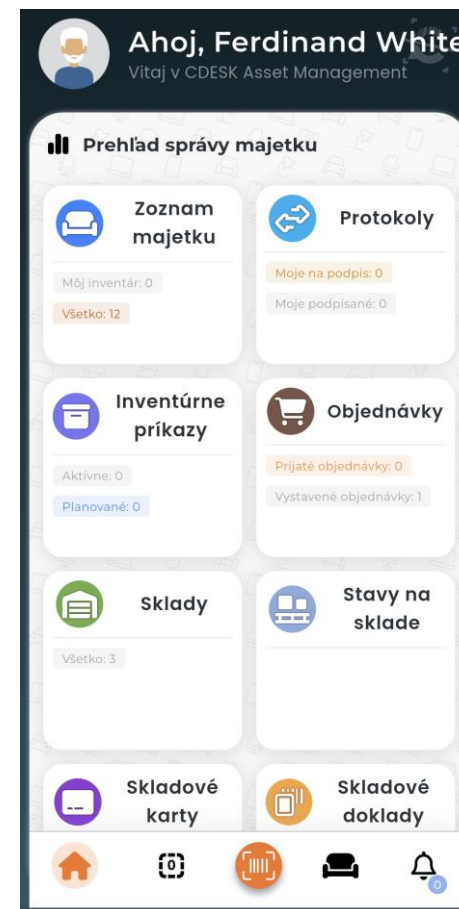 Ahoj, Ferdinand White
Vitaj v CDESK Asset Management
Prehľad správy majetku
Zoznam
majetku
Môj inventár: 0
Všetko: 12
Protokoly
Moje na podpis: 0
Moje podpísané: 0
Inventúrne
príkazy
Aktívne: 0
Planované: 0
Objednávky
Prijaté objednávky: 0
Vystavené objednávky: 1
Sklady
Všetko: 3
Stavy na
sklade
Skladové
karty
Skladové
doklady
0
0